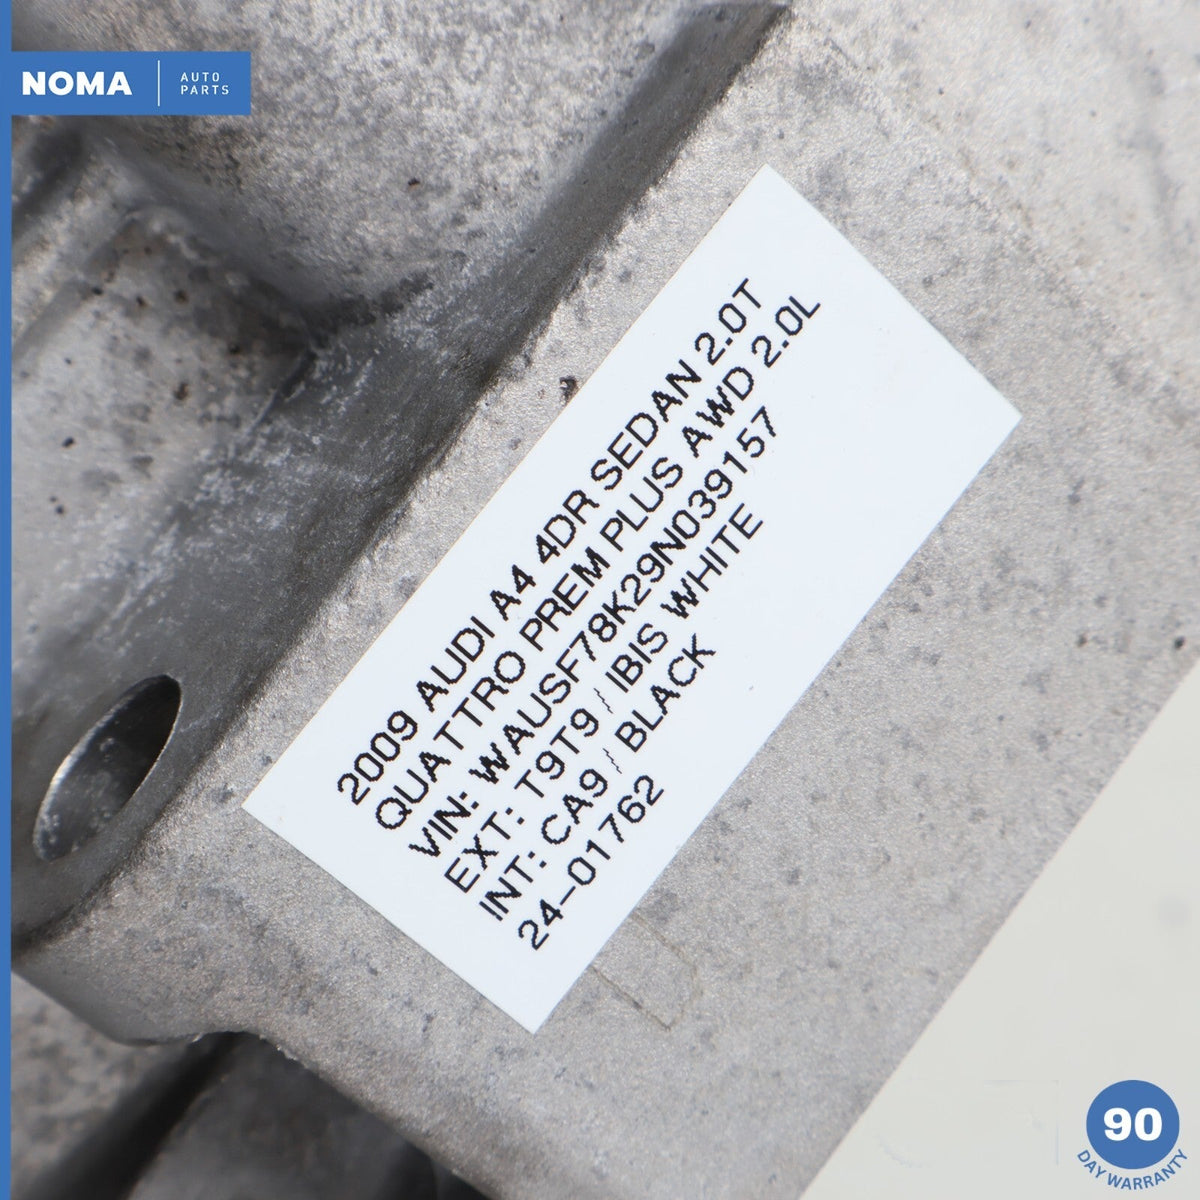 NOMA
AUTO
PARTS
2009 AUDI A4 4DR SEDAN 2.0T
QUATTRO PREM PLUS AWD 2.0L
VIN: WAUSF78K29N039157
EXT: T9T9 / IBIS WHITE
INT: CA9 / BLACK
24-01762
90
DAY WARRANTY